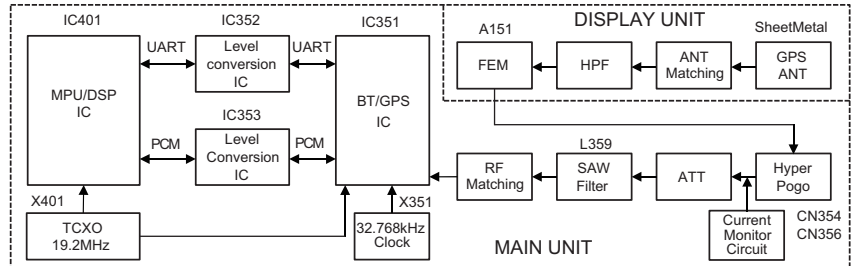 IC401
IC352
IC351
DISPLAY UNIT
A151
SheetMetal
UART
Level
conversion
IC
UART
FEM
HPF
ANT
Matching
GPS
ANT
MPU/DSP
IC
BT/GPS
IC
IC353
PCM
Level
Conversion
IC
PCM
L359
RF
Matching
SAW
Filter
ATT
Hyper
Pogo
X401
X351
TCXO
19.2MHz
32.768kHz
Clock
MAIN UNIT
Current
Monitor
Circuit
CN354
CN356